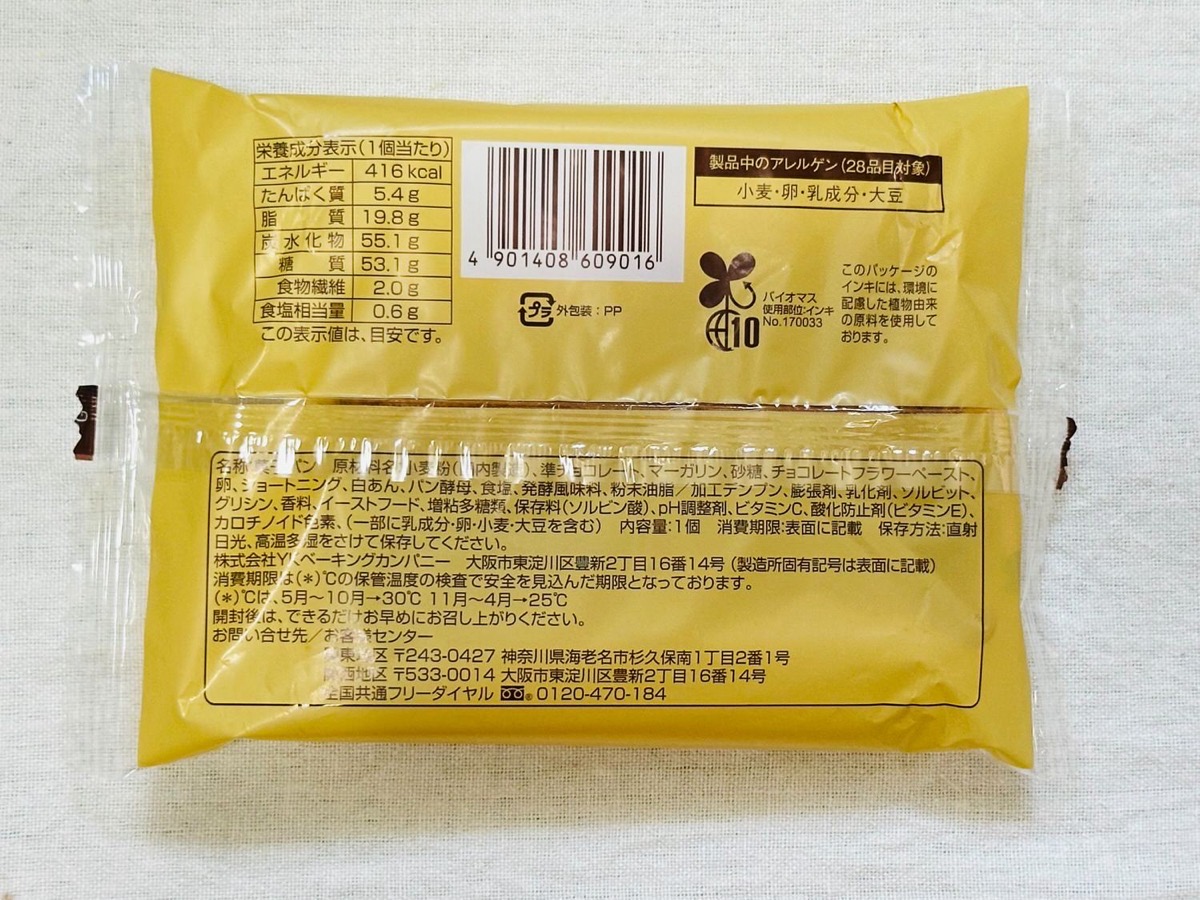 栄養成分表示(1個当たり)
エネルギー 416kcal
たんぱく質 5.4g
脂質 19.8g
炭水化物 55.1g
糖質 53.1g
食物繊維 2.0g
食塩相当量 0.6g
この表示値は、目安です。
4 901408 609016
プラ 外包装:PP
製品中のアレルゲン(28品目対象)
小麦・卵・乳成分・大豆
バイオマス
使用部位:インキ
No.170033
10
このパッケージの
インキには、環境に
配慮した植物由来
の原料を使用して
おります。
名称 パン 原材料名 小麦粉(国内製造)、準チョコレート、マーガリン、砂糖、チョコレートフラワーペースト、
卵、ショートニング、白あん、パン酵母、食塩、発酵風味料、粉末油脂/加工デンプン、膨張剤、乳化剤、ソルビット、
グリシン、香料、イーストフード、増粘多糖類、保存料(ソルビン酸)、pH調整剤、ビタミンC、酸化防止剤(ビタミンE)、
カロチノイド色素、(一部に乳成分・卵・小麦・大豆を含む) 内容量:1個 消費期限:表面に記載 保存方法:直射
日光、高温多湿をさけて保存してください。
株式会社YKベーキングカンパニー 大阪市東淀川区豊新2丁目16番14号(製造所固有記号は表面に記載)
消費期限は(*)℃の保管温度の検査で安全を見込んだ期限となっております。
(*)℃は、5月〜10月→30℃ 11月〜4月→25℃
開封後は、できるだけお早めにお召し上がりください。
お問い合せ先/お客様センター
関東地区 〒243-0427 神奈川県海老名市杉久保南1丁目2番1号
関西地区 〒533-0014 大阪市東淀川区豊新2丁目16番14号
全国共通フリーダイヤル 0120-470-184